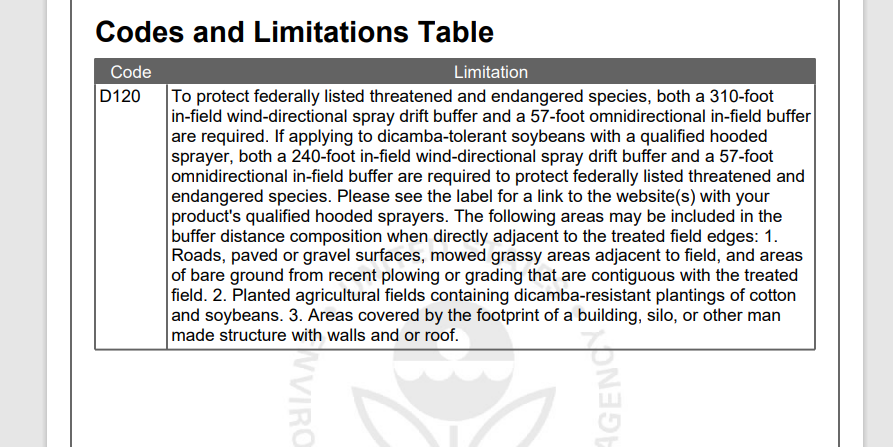 Codes and Limitations Table
Code Limitation
D120 To protect federally listed threatened and endangered species, both a 310-foot
in-field wind-directional spray drift buffer and a 57-foot omnidirectional in-field buffer
are required. If applying to dicamba-tolerant soybeans with a qualified hooded
sprayer, both a 240-foot in-field wind-directional spray drift buffer and a 57-foot
omnidirectional in-field buffer are required to protect federally listed threatened and
endangered species. Please see the label for a link to the website(s) with your
product's qualified hooded sprayers. The following areas may be included in the
buffer distance composition when directly adjacent to the treated field edges: 1.
Roads, paved or gravel surfaces, mowed grassy areas adjacent to field, and areas
of bare ground from recent plowing or grading that are contiguous with the treated
field. 2. Planted agricultural fields containing dicamba-resistant plantings of cotton
and soybeans. 3. Areas covered by the footprint of a building, silo, or other man
made structure with walls and or roof.